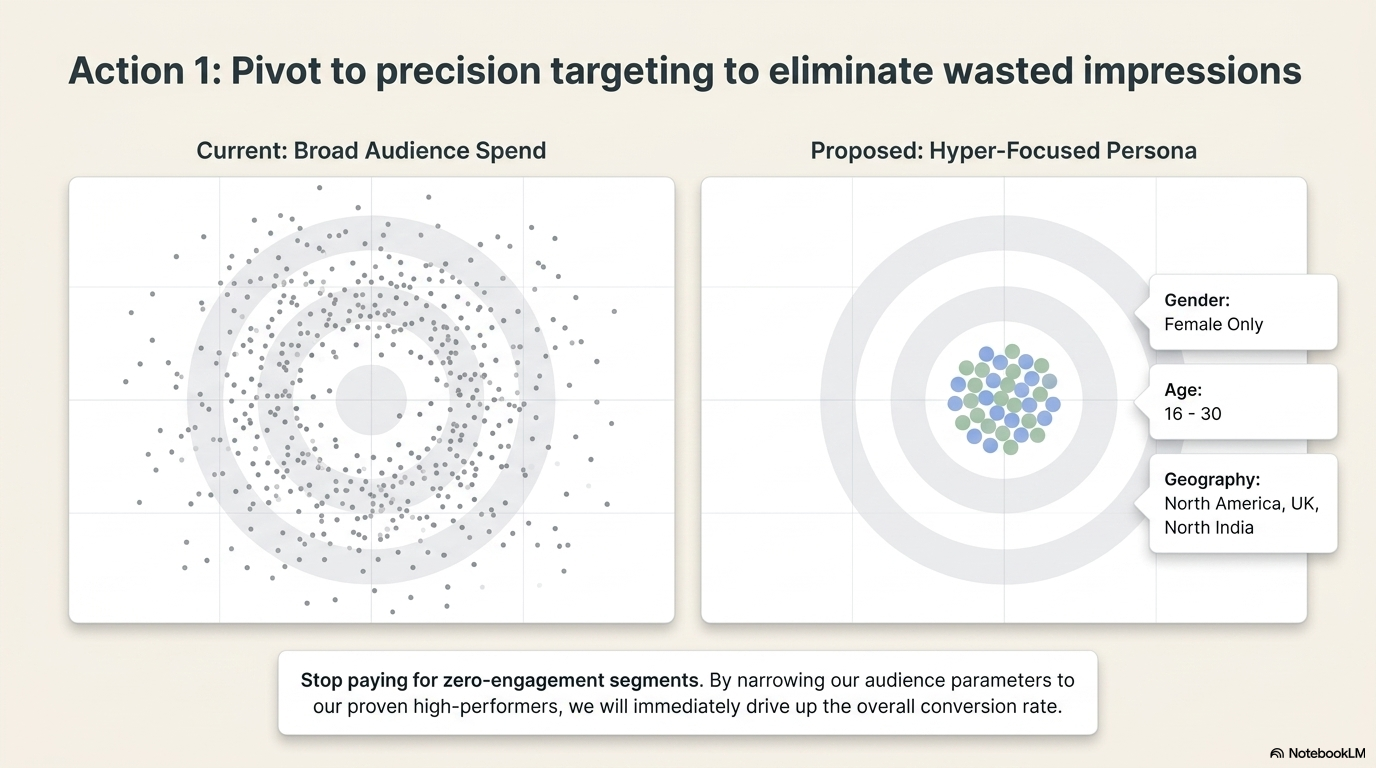 Action 1: Pivot to precision targeting to eliminate wasted impressions
Current: Broad Audience Spend
Proposed: Hyper-Focused Persona
Gender:
Female Only
Age:
16 - 30
Geography:
North America, UK,
North India
Stop paying for zero-engagement segments. By narrowing our audience parameters to
our proven high-performers, we will immediately drive up the overall conversion rate.
NotebookLM